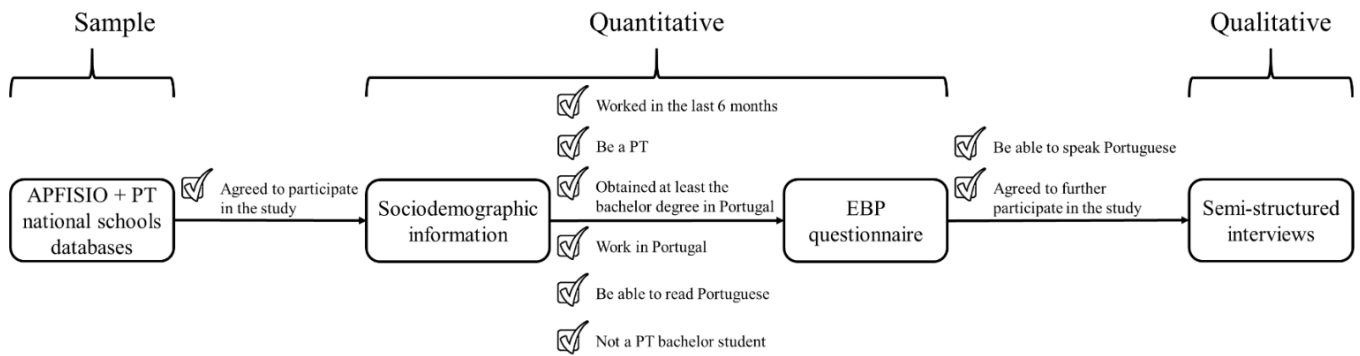 Sample
Quantitative
Qualitative
APFISIO + PT
national schools
databases
Agreed to participate
in the study
Sociodemographic
information
Worked in the last 6 months
Be a PT
Obtained at least the
bachelor degree in Portugal
Work in Portugal
Be able to read Portuguese
Not a PT bachelor student
EBP
questionnaire
Be able to speak Portuguese
Agreed to further
participate in the study
Semi-structured
interviews